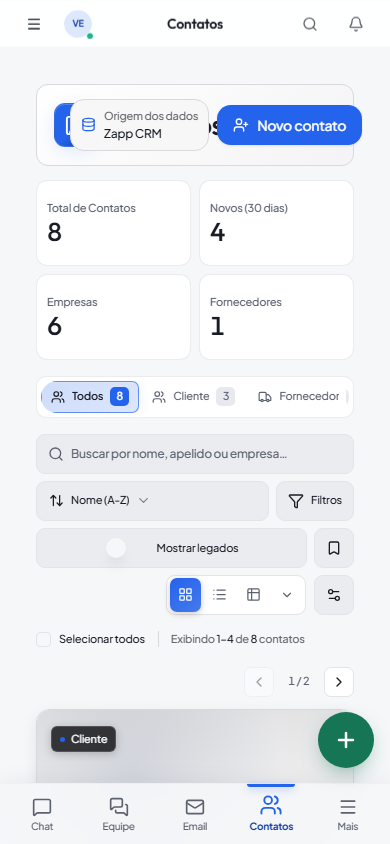 VE
Contatos
Origem dos dados
Zapp CRM
Novo contato
Total de Contatos
8
Novos (30 dias)
4
Empresas
6
Fornecedores
1
Todos 8
Cliente 3
Fornecedor
Buscar por nome, apelido ou empresa...
Nome (A-Z)
Filtros
Mostrar legados
Selecionar todos
Exibindo 1–4 de 8 contatos
1/2
Cliente
Chat
Equipe
Email
Contatos
Mais